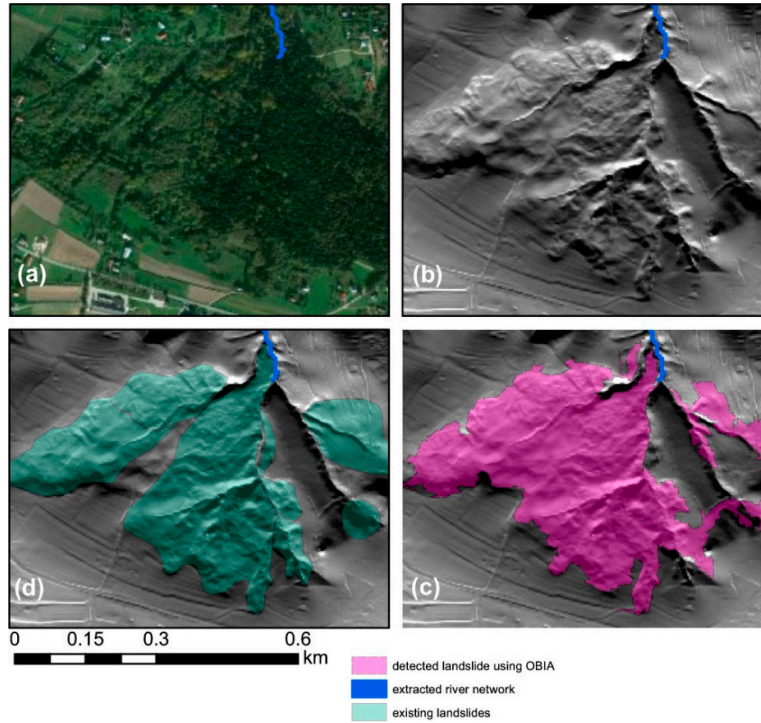 (a)
(b)
(d)
(c)
0 0.15 0.3 0.6
km
detected landslide using OBIA
extracted river network
existing landslides